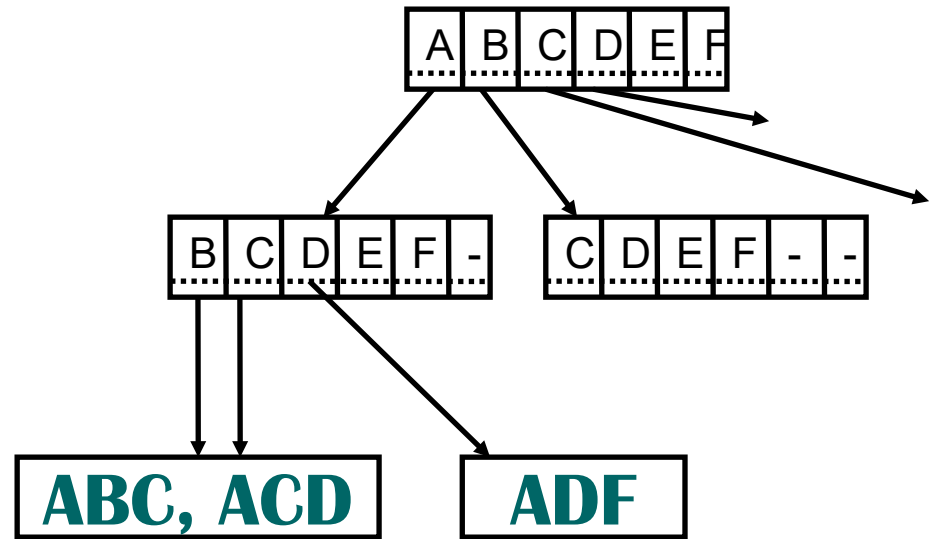 A B C D E F
B C D E F -
C D E F - -
ABC, ACD
ADF